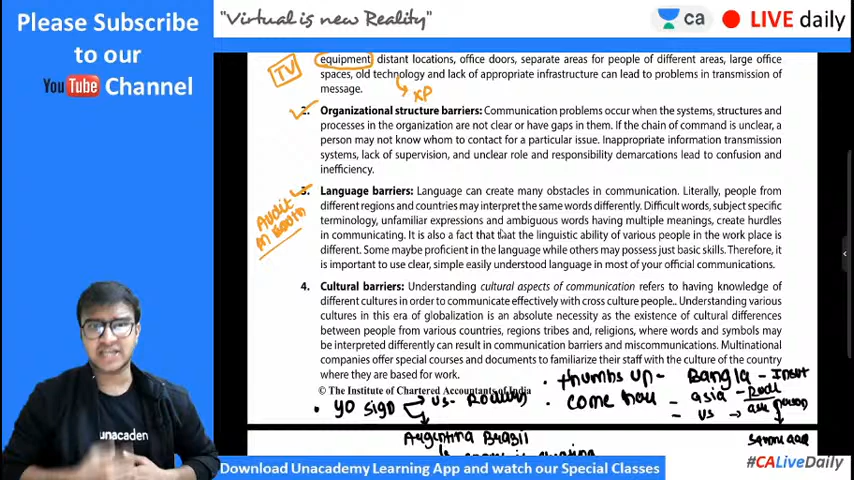 Please Subscribe
to our
You Tube Channel
"Virtual is new Reality"
ca
LIVE daily
equipment distant locations, office doors, separate areas for people of different areas, large office
TV
spaces, old technology and lack of appropriate infrastructure can lead to problems in transmission of
message.
XP
2. Organizational structure barriers: Communication problems occur when the systems, structures and
processes in the organization are not clear or have gaps in them. If the chain of command is unclear, a
person may not know whom to contact for a particular issue. Inappropriate information transmission
systems, lack of supervision, and unclear role and responsibility demarcations lead to confusion and
inefficiency.
3. Language barriers: Language can create many obstacles in communication. Literally, people from
different regions and countries may interpret the same words differently. Difficult words, subject specific
Audit
terminology, unfamiliar expressions and ambiguous words having multiple meanings, create hurdles
in communicating. It is also a fact that the linguistic ability of various people in the work place is
different. Some maybe proficient in the language while others may possess just basic skills. Therefore, it
is important to use clear, simple easily understood language in most of your official communications.
4. Cultural barriers: Understanding cultural aspects of communication refers to having knowledge of
different cultures in order to communicate effectively with cross culture people.. Understanding various
cultures in this era of globalization is an absolute necessity as the existence of cultural differences
between people from various countries, regions tribes and, religions, where words and symbols may
be interpreted differently can result in communication barriers and miscommunications. Multinational
companies offer special courses and documents to familiarize their staff with the culture of the country
where they are based for work.
© The Institute of Chartered Accountants of India
• thumbs up - Bangla - Insult
• yo sign US -
• come here - asia -
- US →
Argentina Brazil
unacaden
Download Unacademy Learning App and watch our Special Classes
#CALiveDaily